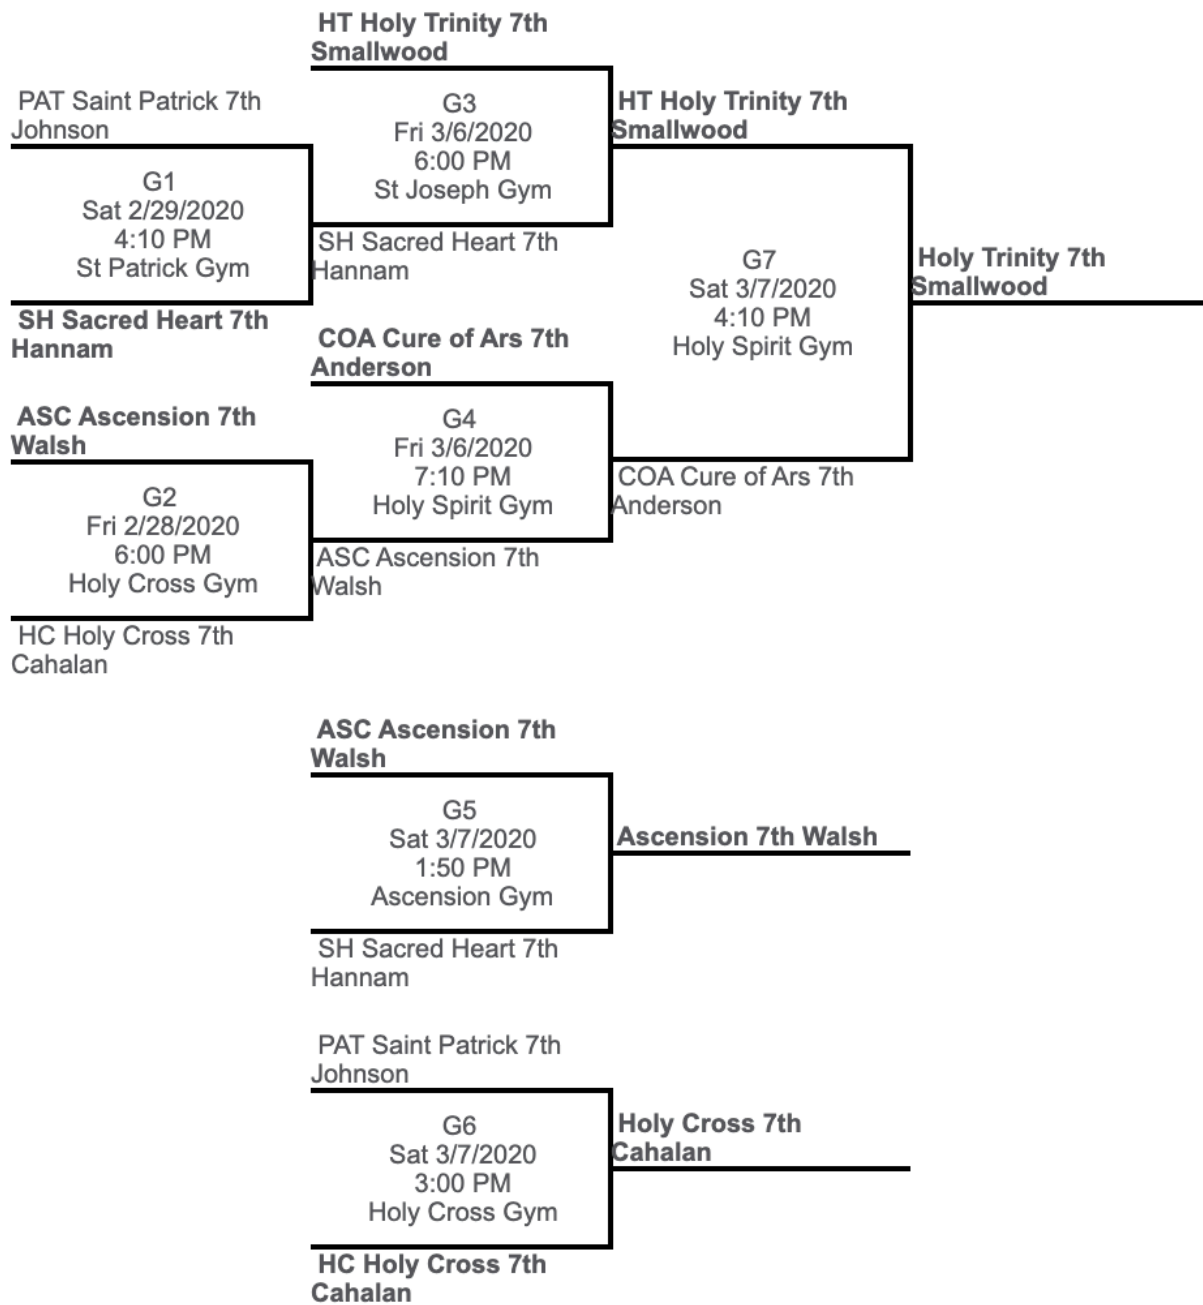 HT Holy Trinity 7th
Smallwood
PAT Saint Patrick 7th
Johnson
G3
Fri 3/6/2020
6:00 PM
St Joseph Gym
HT Holy Trinity 7th
Smallwood
G1
Sat 2/29/2020
4:10 PM
St Patrick Gym
SH Sacred Heart 7th
Hannam
G7
Sat 3/7/2020
4:10 PM
Holy Spirit Gym
Holy Trinity 7th
Smallwood
SH Sacred Heart 7th
Hannam
COA Cure of Ars 7th
Anderson
ASC Ascension 7th
Walsh
G4
Fri 3/6/2020
7:10 PM
Holy Spirit Gym
COA Cure of Ars 7th
Anderson
G2
Fri 2/28/2020
6:00 PM
Holy Cross Gym
ASC Ascension 7th
Walsh
HC Holy Cross 7th
Cahalan
ASC Ascension 7th
Walsh
G5
Sat 3/7/2020
1:50 PM
Ascension Gym
Ascension 7th Walsh
SH Sacred Heart 7th
Hannam
PAT Saint Patrick 7th
Johnson
G6
Sat 3/7/2020
3:00 PM
Holy Cross Gym
Holy Cross 7th
Cahalan
HC Holy Cross 7th
Cahalan